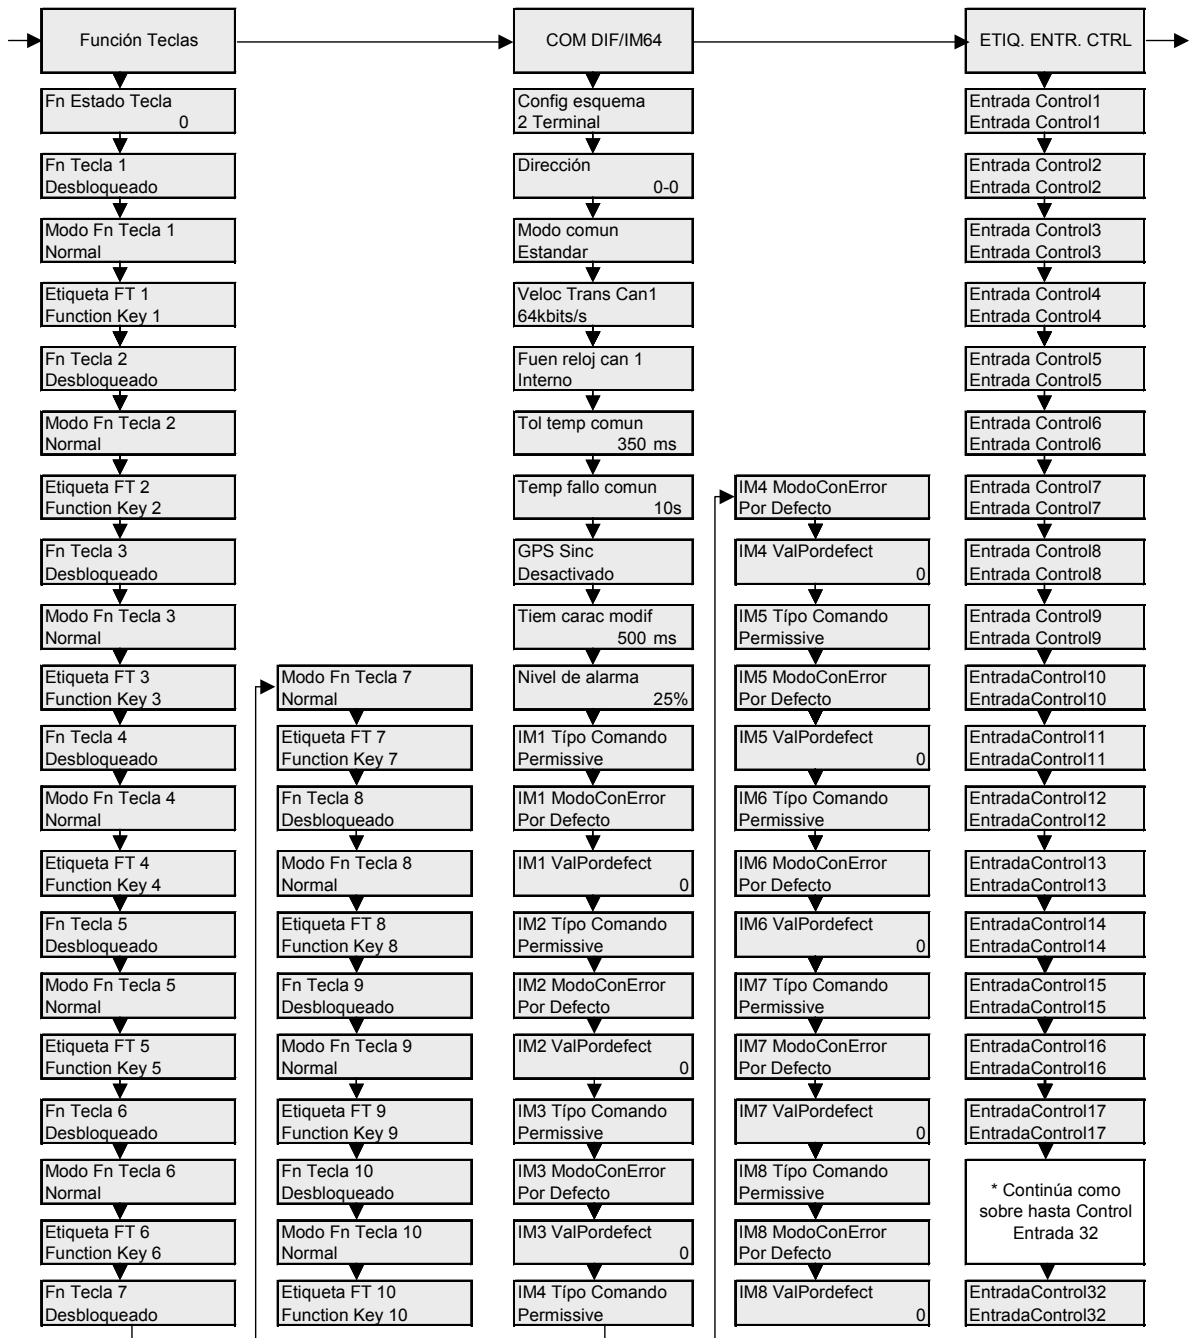 Función Teclas
Fn Estado Tecla
0
Fn Tecla 1
Desbloqueado
Modo Fn Tecla 1
Normal
Etiqueta FT 1
Function Key 1
Fn Tecla 2
Desbloqueado
Modo Fn Tecla 2
Normal
Etiqueta FT 2
Function Key 2
Fn Tecla 3
Desbloqueado
Modo Fn Tecla 3
Normal
Etiqueta FT 3
Function Key 3
Fn Tecla 4
Desbloqueado
Modo Fn Tecla 4
Normal
Etiqueta FT 4
Function Key 4
Fn Tecla 5
Desbloqueado
Modo Fn Tecla 5
Normal
Etiqueta FT 5
Function Key 5
Fn Tecla 6
Desbloqueado
Modo Fn Tecla 6
Normal
Etiqueta FT 6
Function Key 6
Fn Tecla 7
Desbloqueado
Modo Fn Tecla 7
Normal
Etiqueta FT 7
Function Key 7
Fn Tecla 8
Desbloqueado
Modo Fn Tecla 8
Normal
Etiqueta FT 8
Function Key 8
Fn Tecla 9
Desbloqueado
Modo Fn Tecla 9
Normal
Etiqueta FT 9
Function Key 9
Fn Tecla 10
Desbloqueado
Modo Fn Tecla 10
Normal
Etiqueta FT 10
Function Key 10
COM DIF/IM64
Config esquema
2 Terminal
Dirección
0-0
Modo comun
Estandar
Veloc Trans Can1
64kbits/s
Fuen reloj can 1
Interno
Tol temp comun
350 ms
Temp fallo comun
10s
GPS Sinc
Desactivado
Tiem carac modif
500 ms
Nivel de alarma
25%
IM1 Típo Comando
Permissive
IM1 ModoConError
Por Defecto
IM1 ValPordefect
0
IM2 Típo Comando
Permissive
IM2 ModoConError
Por Defecto
IM2 ValPordefect
0
IM3 Típo Comando
Permissive
IM3 ModoConError
Por Defecto
IM3 ValPordefect
0
IM4 Típo Comando
Permissive
IM4 ModoConError
Por Defecto
IM4 ValPordefect
0
IM5 Típo Comando
Permissive
IM5 ModoConError
Por Defecto
IM5 ValPordefect
0
IM6 Típo Comando
Permissive
IM6 ModoConError
Por Defecto
IM6 ValPordefect
0
IM7 Típo Comando
Permissive
IM7 ModoConError
Por Defecto
IM7 ValPordefect
0
IM8 Típo Comando
Permissive
IM8 ModoConError
Por Defecto
IM8 ValPordefect
0
ETIQ. ENTR. CTRL
Entrada Control1
Entrada Control1
Entrada Control2
Entrada Control2
Entrada Control3
Entrada Control3
Entrada Control4
Entrada Control4
Entrada Control5
Entrada Control5
Entrada Control6
Entrada Control6
Entrada Control7
Entrada Control7
Entrada Control8
Entrada Control8
Entrada Control9
Entrada Control9
EntradaControl10
EntradaControl10
EntradaControl11
EntradaControl11
EntradaControl12
EntradaControl12
EntradaControl13
EntradaControl13
EntradaControl14
EntradaControl14
EntradaControl15
EntradaControl15
EntradaControl16
EntradaControl16
EntradaControl17
EntradaControl17
* Continúa como
sobre hasta Control
Entrada 32
EntradaControl32
EntradaControl32